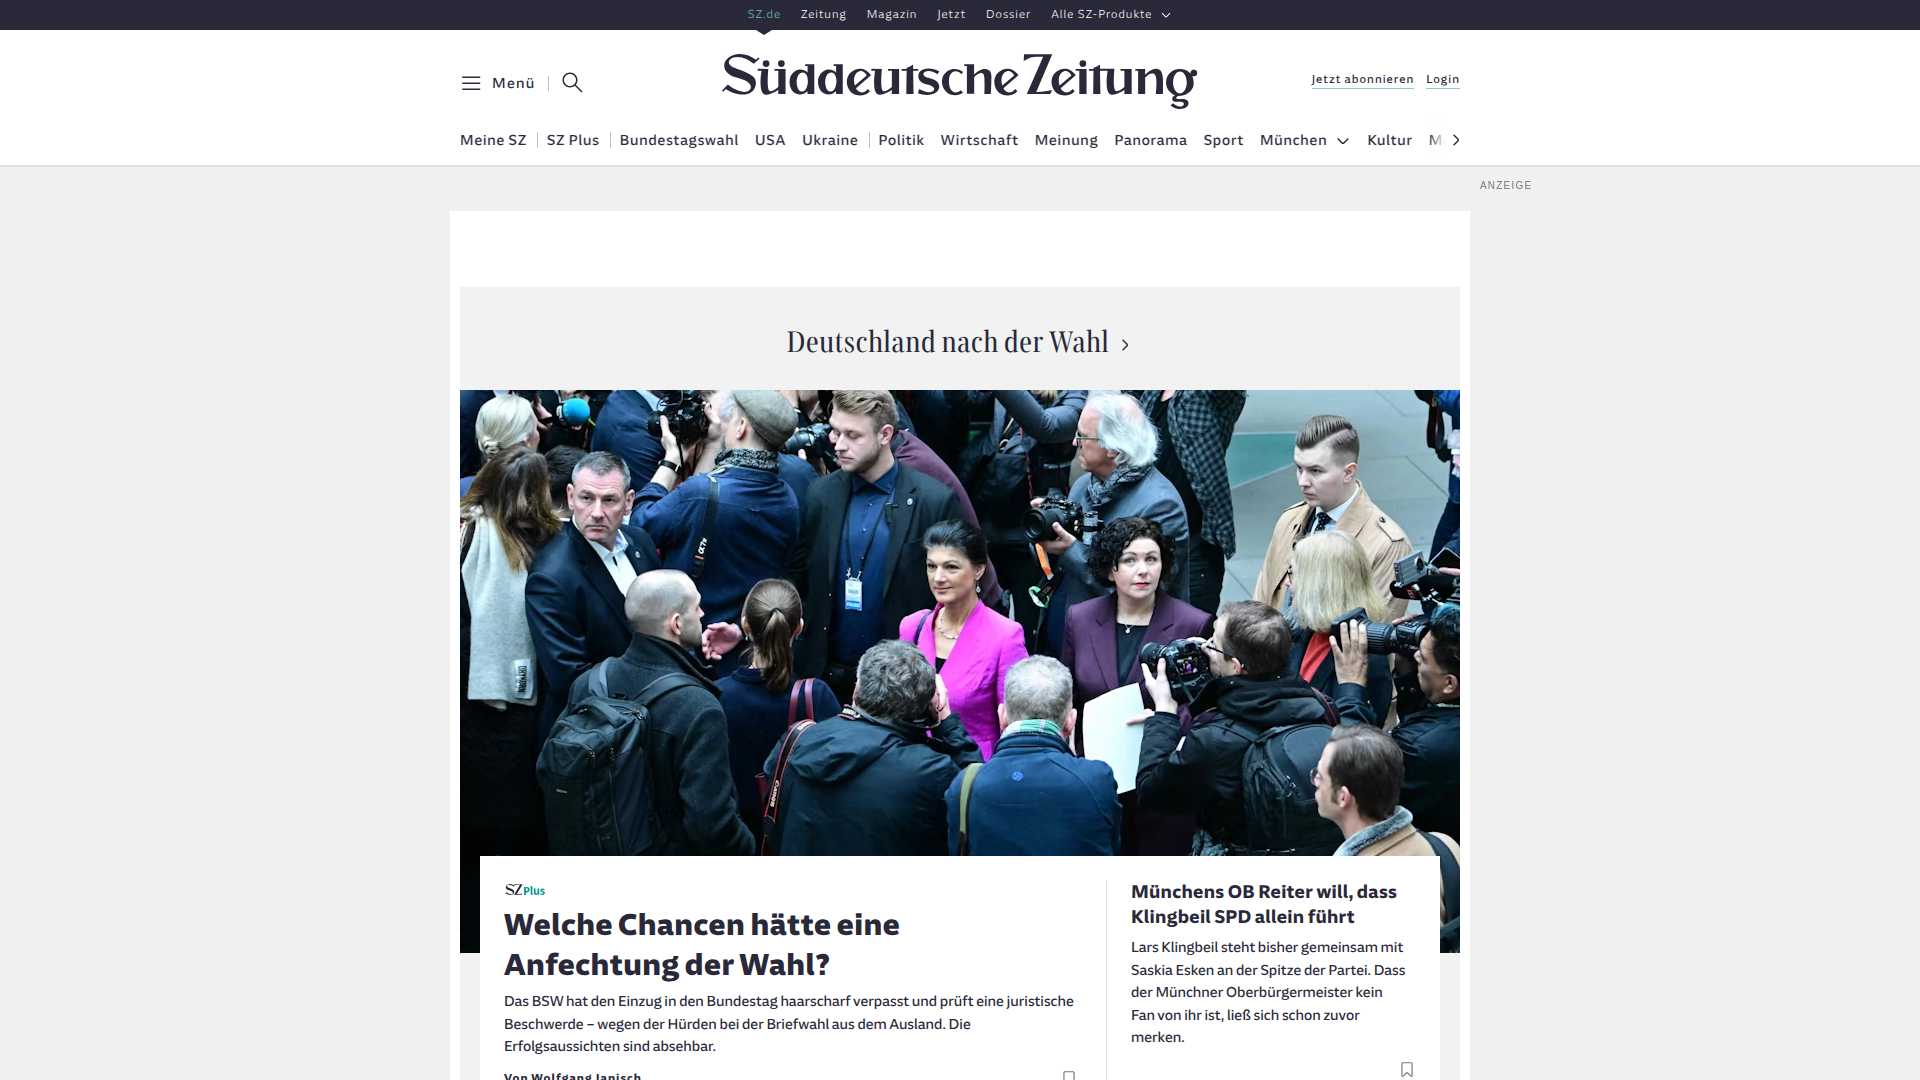 SZ.de Zeitung Magazin Jetzt Dossier Alle SZ-Produkte
Menü
Süddeutsche Zeitung
Jetzt abonnieren Login
Meine SZ SZ Plus Bundestagswahl USA Ukraine Politik Wirtschaft Meinung Panorama Sport München Kultur M
ANZEIGE
Deutschland nach der Wahl
SZ Plus
Welche Chancen hätte eine
Anfechtung der Wahl?
Das BSW hat den Einzug in den Bundestag haarscharf verpasst und prüft eine juristische
Beschwerde – wegen der Hürden bei der Briefwahl aus dem Ausland. Die
Erfolgsaussichten sind absehbar.
Von Wolfgang Janisch
Münchens OB Reiter will, dass
Klingbeil SPD allein führt
Lars Klingbeil steht bisher gemeinsam mit
Saskia Esken an der Spitze der Partei. Dass
der Münchner Oberbürgermeister kein
Fan von ihr ist, ließ sich schon zuvor
merken.